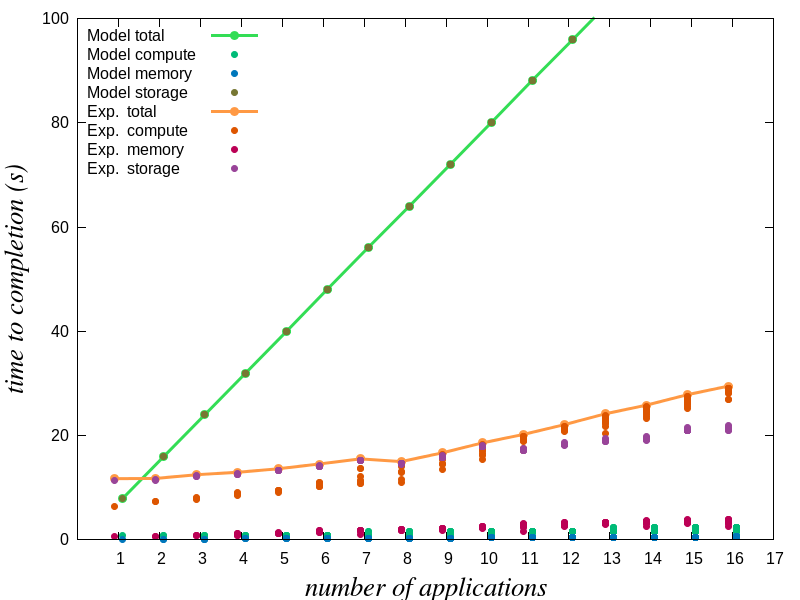 100
80
60
40
20
0
time to completion (s)
Model total
Model compute
Model memory
Model storage
Exp. total
Exp. compute
Exp. memory
Exp. storage
1 2 3 4 5 6 7 8 9 10 11 12 13 14 15 16 17
number of applications